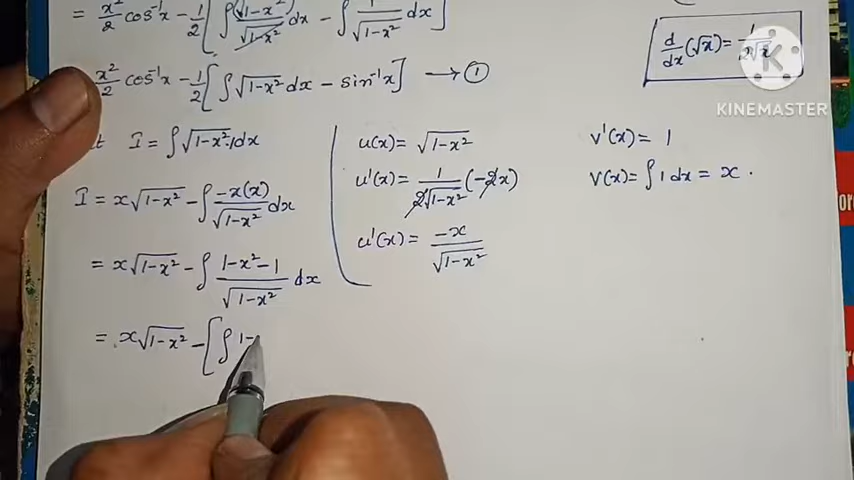 = x²/2 cos⁻¹x - 1/2 [ ∫ (√1-x²)²/√1-x² dx - ∫ 1/√1-x² dx ]
d/dx (√x) = 1/2√x
KINEMASTER
x²/2 cos⁻¹x - 1/2 [ ∫ √1-x² dx - sin⁻¹x ] → ①
I = ∫ √1-x² · 1 dx
u(x) = √1-x²
v'(x) = 1
I = x√1-x² - ∫ -x(x)/√1-x² dx
u'(x) = 1/2√1-x² (-2x)
v(x) = ∫ 1 dx = x .
= x√1-x² - ∫ 1-x²-1/√1-x² dx
u'(x) = -x/√1-x²
= x√1-x² - [ ∫ 1-